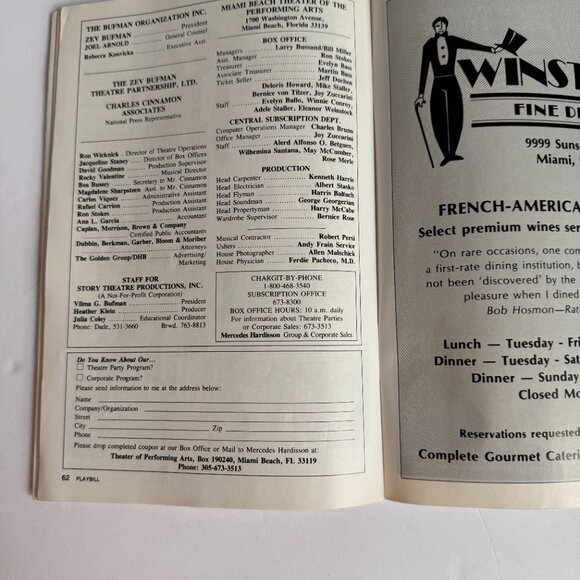 THE BUFMAN ORGANIZATION INC.
ZEV BUFMAN ........ President
JOEL ARNOLD ........ General Counsel
Rebecca Konvicka ........ Executive Asst.
THE ZEV BUFMAN
THEATRE PARTNERSHIP, LTD.
CHARLES CINNAMON
ASSOCIATES
National Press Representative
Ron Wicknick . Director of Theatre Operations
Jacqueline Staney . Director of Box Offices
David Goodman ... Production Supervisor
Rocky Valentine ........ Musical Director
Bea Bussey ..... Secretary to Mr. Cinnamon
Magdalene Sharpsteen . Asst. to Mr. Cinnamon
Carlos Viquez ..... Administrative Assistant
Rafael Carrion ...... Production Assistant
Ron Stokes ........ Production Assistant
Ana L. Garcia ........ Accountant
Caplan, Morrison, Brown & Company
Certified Public Accountants
Dubbin, Berkman, Garber, Bloom & Moriber
Attorneys
The Golden Group/DHB ...... Advertising/
Marketing
STAFF FOR
STORY THEATRE PRODUCTIONS, INC.
(A Not-For-Profit Corporation)
Vilma G. Bufman ........ President
Heather Klein ........ Producer
Julia Coley ..... Educational Coordinator
Phone: Dade, 531-3660 Brwd. 763-8813
MIAMI BEACH THEATER OF THE
PERFORMING ARTS
1700 Washington Avenue,
Miami Beach, Florida 33139
BOX OFFICE
Managers ..... Larry Bussand/Bill Miller
Asst. Manager ........ Ron Stokes
Treasurer ........ Evelyn Bass
Associate Treasurer ........ Martin Bass
Ticket Seller ........ Jeff Duchon
Deloris Howard, Mike Staller,
Bernice von Tilzer, Joy Zuccarini
Staff ...... Evelyn Ballo, Winnie Conroy,
Adele Staller, Eleanor Weinstock
CENTRAL SUBSCRIPTION DEPT.
Computer Operations Manager . Charles Bruno
Office Manager ........ Joy Zuccarini
Staff ........ Alerd Alfonso O. Betguen,
Wilhemina Santana, May McCumber,
Rose Merle
PRODUCTION
Head Carpenter ........ Kenneth Harris
Head Electrician ........ Albert Stasko
Head Flyman ........ Harris Baltuch
Head Soundman ...... George Georgerian
Head Propertyman ...... Harry McCabe
Wardrobe Supervisor ...... Bernice Rose
Musical Contractor ........ Robert Persi
Ushers ........ Andy Frain Service
House Photographer ..... Allen Malschick
House Physician ..... Ferdie Pacheco, M.D.
CHARGIT-BY-PHONE
1-800-468-3540
SUBSCRIPTION OFFICE
673-8300
BOX OFFICE HOURS: 10 a.m. daily
For information about Theatre Parties
or Corporate Sales: 673-3513
Mercedes Hardisson Group & Corporate Sales
Do You Know About Our...
Theatre Party Program?
Corporate Program?
Please send information to me at the address below:
Name
Company/Organization
Street
City Zip
Phone
Please drop completed coupon at our Box Office or Mail to Mercedes Hardisson at:
Theater of Performing Arts, Box 190240, Miami Beach, FL 33119
Phone: 305-673-3513
62 PLAYBILL
WINST
FINE DI
9999 Suns
Miami,
FRENCH-AMERICA
Select premium wines ser
"On rare occasions, one com
a first-rate dining institution, b
not been 'discovered' by the
pleasure when I dined
Bob Hosmon—Rat
Lunch — Tuesday - Fri
Dinner — Tuesday - Sat
Dinner — Sunday
Closed Mo
Reservations requested
Complete Gourmet Cateri